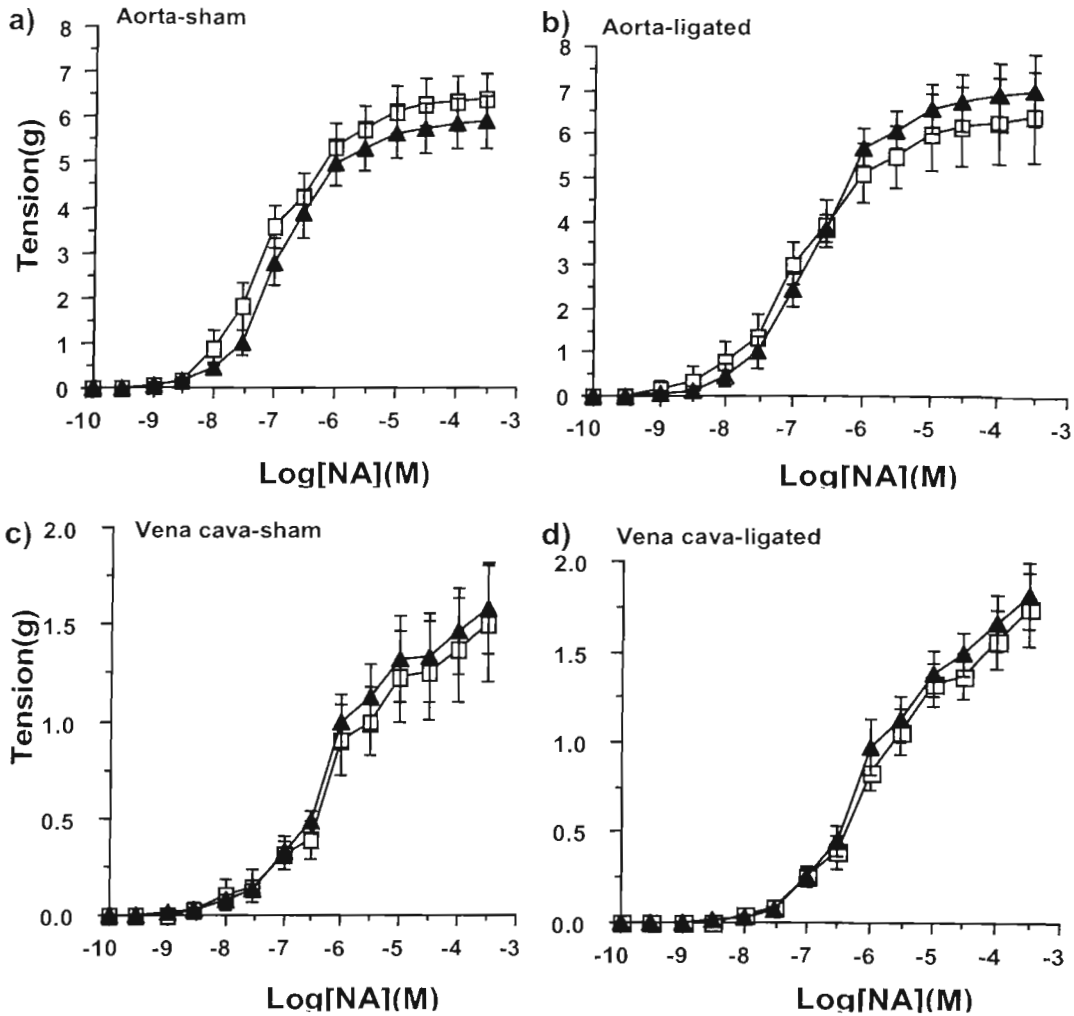 a) Aorta-sham
8
7
6
5
4
3
2
1
0
Tension(g)
-10 -9 -8 -7 -6 -5 -4 -3
Log[NA](M)
b) Aorta-ligated
8
7
6
5
4
3
2
1
0
-10 -9 -8 -7 -6 -5 -4 -3
Log[NA](M)
c) Vena cava-sham
2.0
1.5
1.0
0.5
0.0
Tension(g)
-10 -9 -8 -7 -6 -5 -4 -3
Log[NA](M)
d) Vena cava-ligated
2.0
1.5
1.0
0.5
0.0
-10 -9 -8 -7 -6 -5 -4 -3
Log[NA](M)